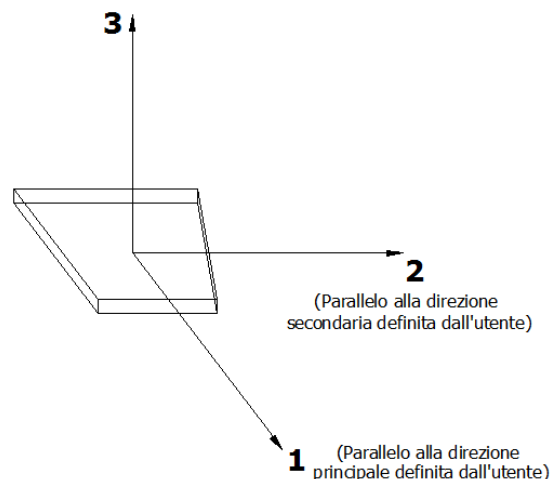 3
2
(Parallelo alla direzione
secondaria definita dall'utente)
1
(Parallelo alla direzione
principale definita dall'utente)